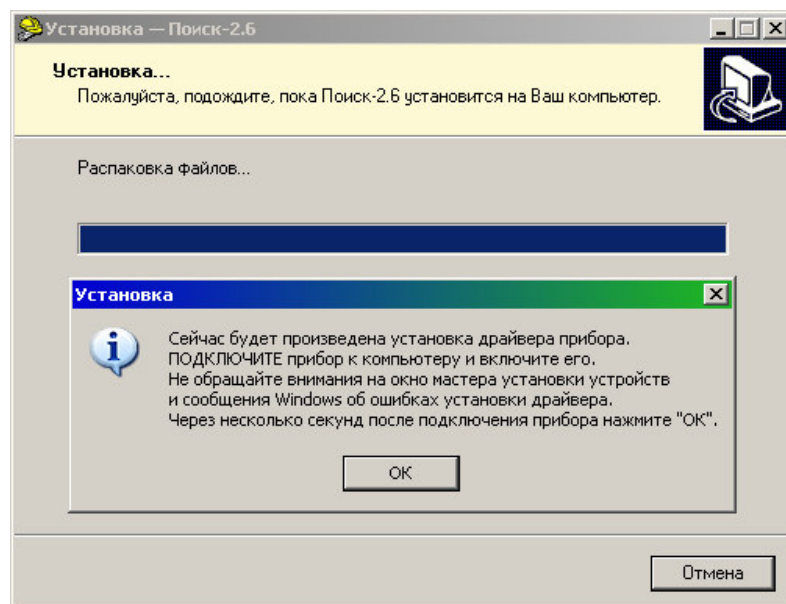 Установка — Поиск-2.6
Установка...
Пожалуйста, подождите, пока Поиск-2.6 установится на Ваш компьютер.
Распаковка файлов...
Установка
Сейчас будет произведена установка драйвера прибора.
ПОДКЛЮЧИТЕ прибор к компьютеру и включите его.
Не обращайте внимания на окно мастера установки устройств
и сообщения Windows об ошибках установки драйвера.
Через несколько секунд после подключения прибора нажмите "ОК".
ОК
Отмена